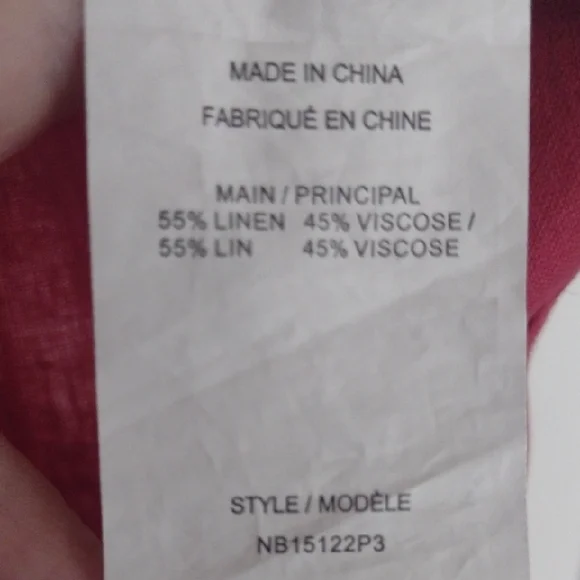 MADE IN CHINA
FABRIQUÉ EN CHINE
MAIN / PRINCIPAL
55% LINEN 45% VISCOSE /
55% LIN 45% VISCOSE
STYLE / MODÈLE
NB15122P3